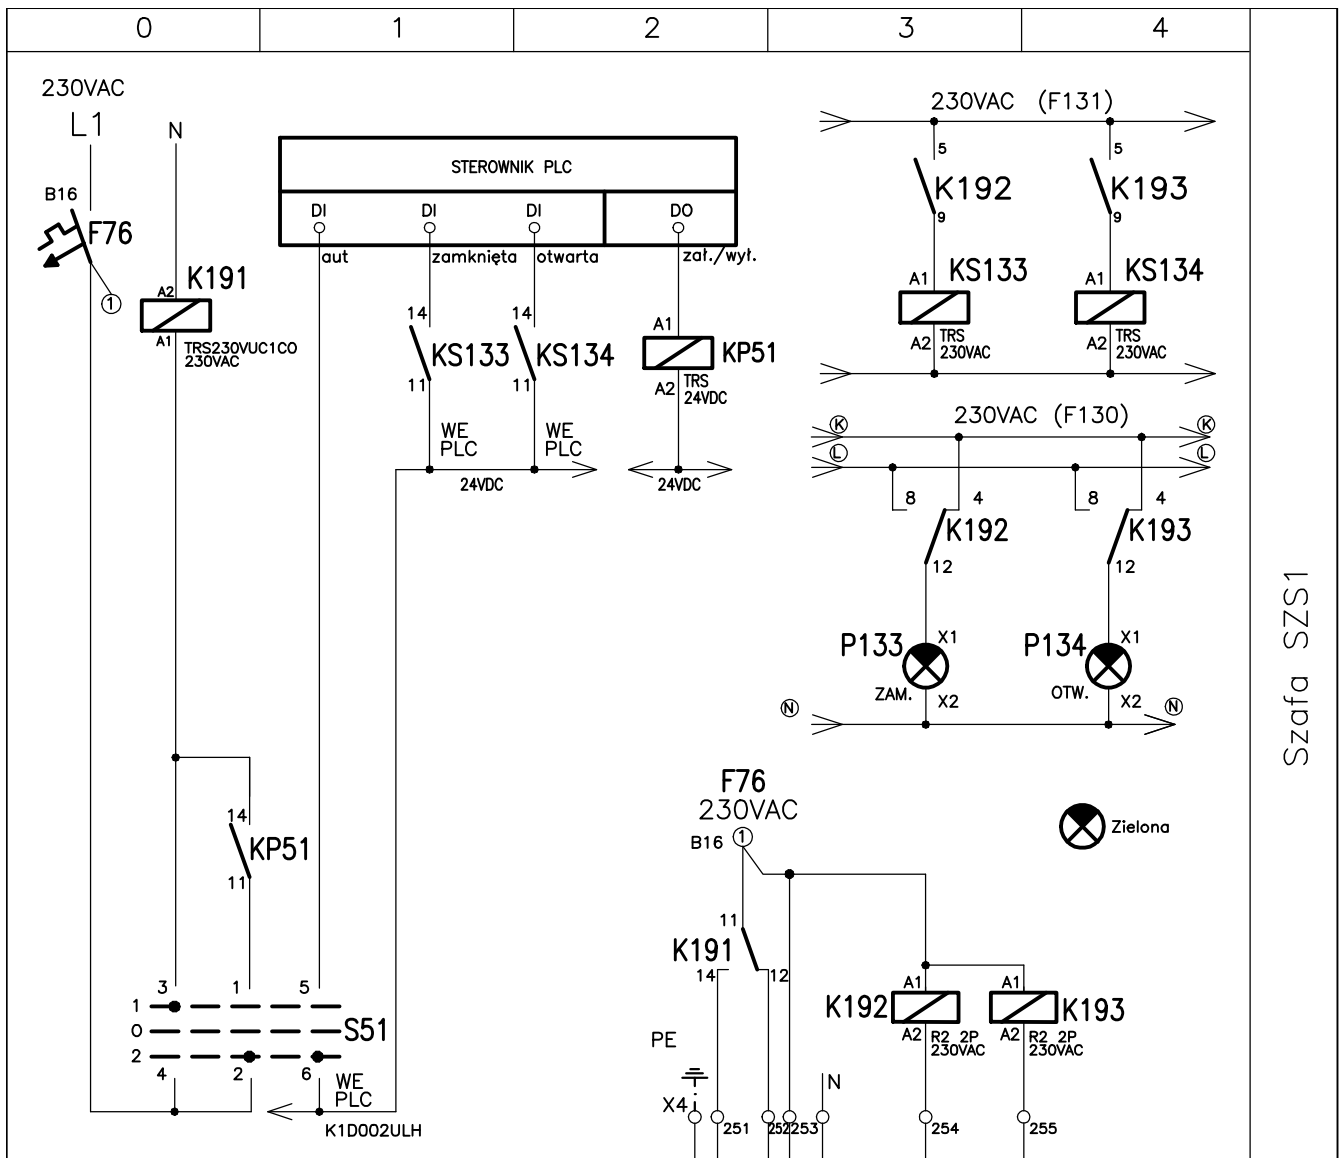 0 1 2 3 4
230VAC
L1
N
B16
F76
1
A2
K191
A1
TRS230VUC1CO
230VAC
STEROWNIK PLC
DI DI DI DO
aut zamknięta otwarta zał./wył.
14 14
KS133 KS134
11 11
A1
KP51
A2
TRS
24VDC
WE
PLC
WE
PLC
24VDC 24VDC
230VAC (F131)
5 5
K192 K193
9 9
A1 KS133 A1 KS134
A2 TRS
230VAC
A2 TRS
230VAC
230VAC (F130)
K K
L L
8 4 8 4
K192 K193
12 12
P133 X1 P134 X1
ZAM. X2 OTW. X2
N N
Zielona
Szafa SZS1
14
KP51
11
3 1 5
1
0 S51
2
4 2 6
WE
PLC
K1D002ULH
F76
230VAC
B16 1
11
K191
14 12
A1 A1
K192 K193
A2 R2 2P
230VAC
A2 R2 2P
230VAC
PE
N
X4
251 252 253 254 255